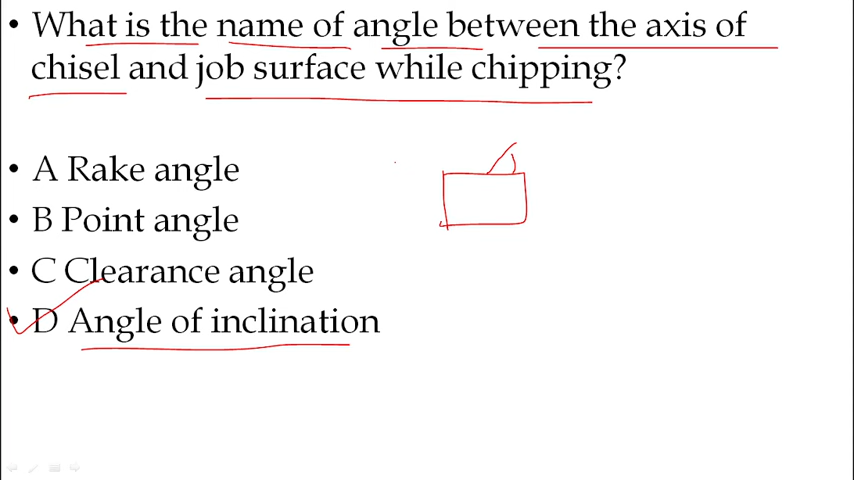 • What is the name of angle between the axis of
chisel and job surface while chipping?
• A Rake angle
• B Point angle
• C Clearance angle
• D Angle of inclination